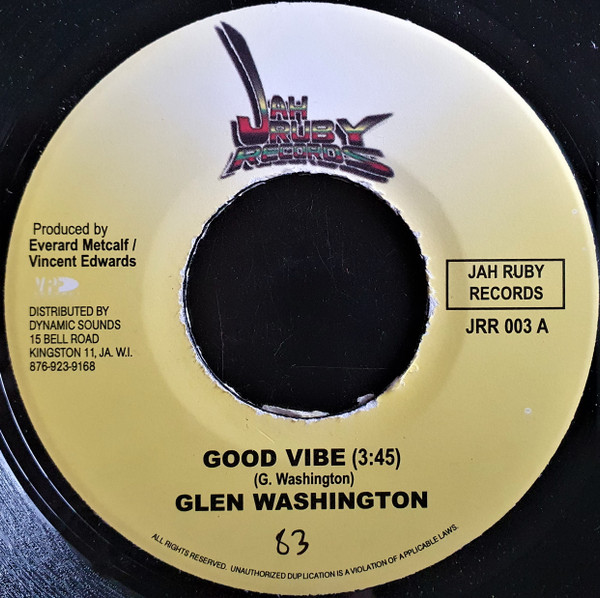 JAH
RUBY
RECORDS
Produced by
Everard Metcalf /
Vincent Edwards
DISTRIBUTED BY
DYNAMIC SOUNDS
15 BELL ROAD
KINGSTON 11, JA. W.I.
876-923-9168
JAH RUBY
RECORDS
JRR 003 A
GOOD VIBE (3:45)
(G. Washington)
GLEN WASHINGTON
83
ALL RIGHTS RESERVED. UNAUTHORIZED DUPLICATION IS A VIOLATION OF APPLICABLE LAWS.